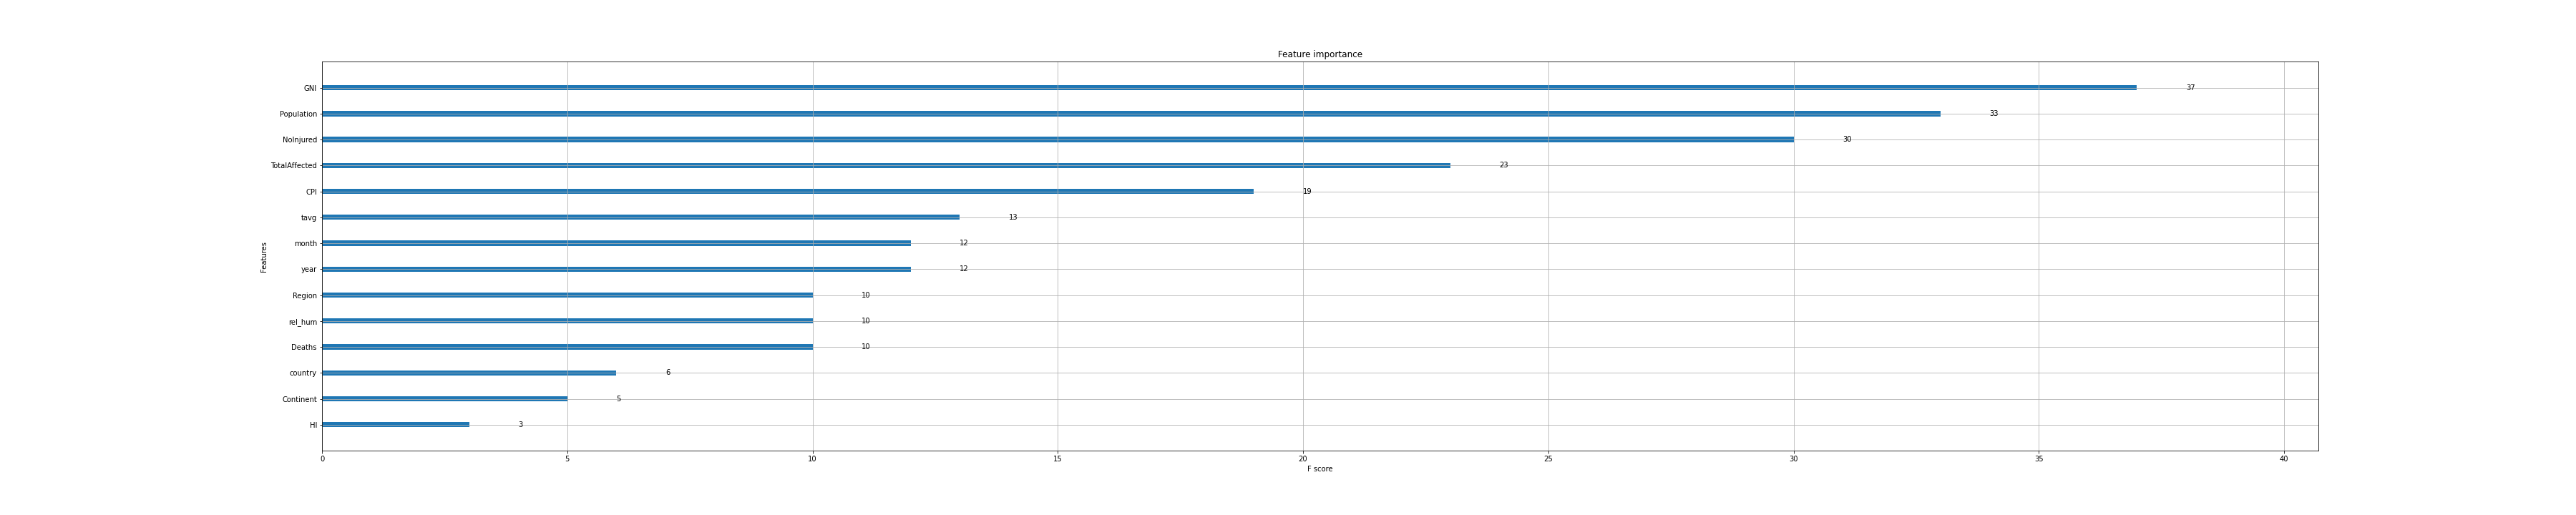 Feature importance
GNI 37
Population 33
NoInjured 30
TotalAffected 23
CPI 19
tavg 13
month 12
year 12
Region 10
rel_hum 10
Deaths 10
country 6
Continent 5
HI 3
Features
0 5 10 15 20 25 30 35 40
F score